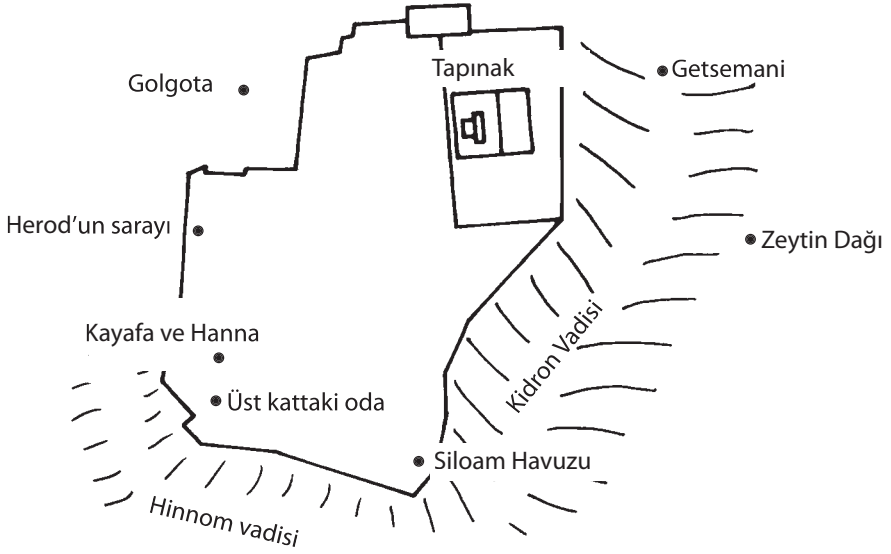 Tapınak
Getsemani
Golgota
Herod'un sarayı
Zeytin Dağı
Kayafa ve Hanna
Kidron Vadisi
Üst kattaki oda
Siloam Havuzu
Hinnom vadisi